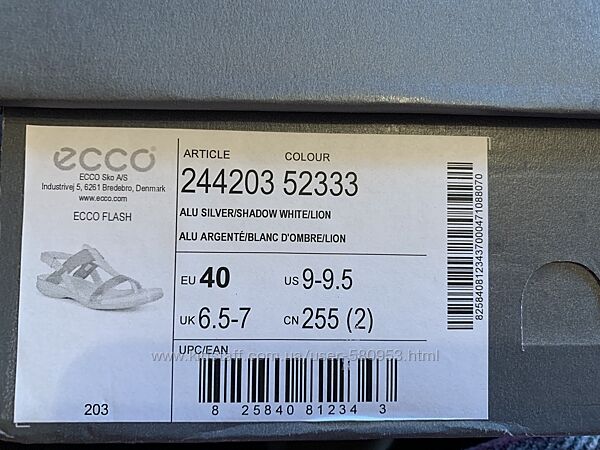 ecco
ECCO Sko A/S
Industrivej 5, 6261 Bredebro, Denmark
www.ecco.com
ECCO FLASH
203
ARTICLE COLOUR
244203 52333
ALU SILVER/SHADOW WHITE/LION
ALU ARGENTÉ/BLANC D'OMBRE/LION
EU 40 US 9-9.5
UK 6.5-7 CN 255 (2)
UPC/EAN
8 25840 81234 3
825840812343700047108807​0